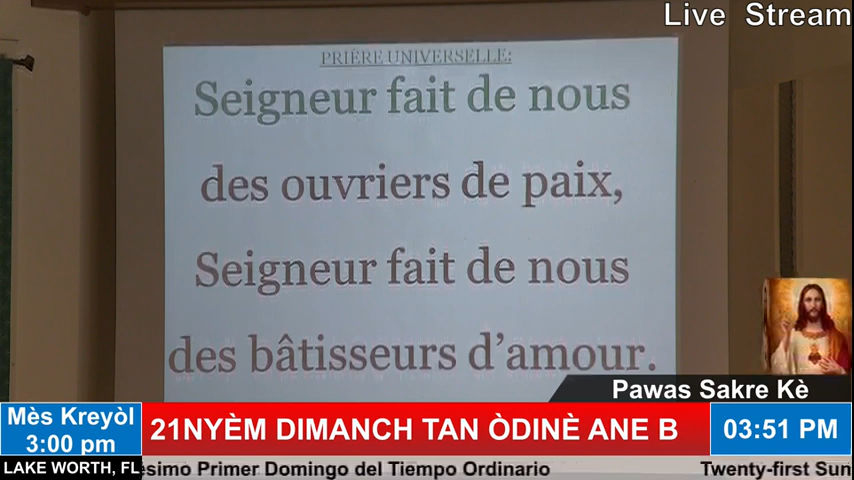 Live Stream
PRIÈRE UNIVERSELLE:
Seigneur fait de nous
des ouvriers de paix,
Seigneur fait de nous
des bâtisseurs d'amour.
Pawas Sakre Kè
Mès Kreyòl
3:00 pm
21NYÈM DIMANCH TAN ÒDINÈ ANE B
03:51 PM
LAKE WORTH, FL
ésimo Primer Domingo del Tiempo Ordinario
Twenty-first Sun